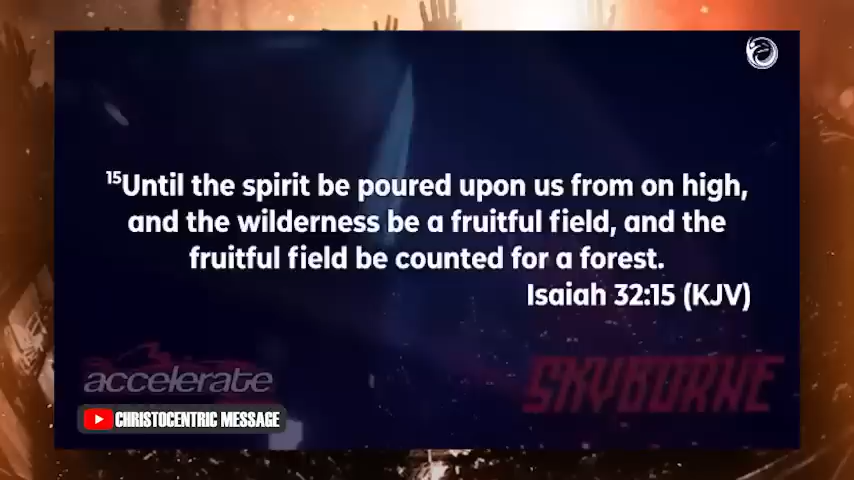 ¹⁵Until the spirit be poured upon us from on high,
and the wilderness be a fruitful field, and the
fruitful field be counted for a forest.
Isaiah 32:15 (KJV)
accelerate
SKYBORNE
CHRISTOCENTRIC MESSAGE